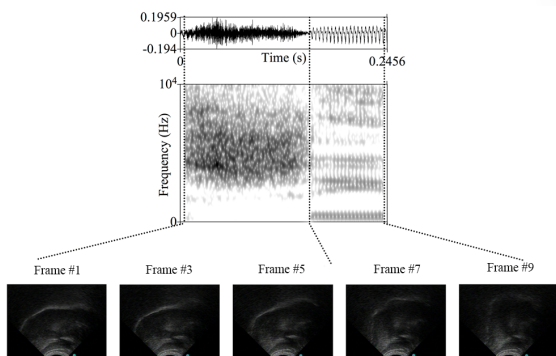 0.1959
0
-0.194
0
Time (s)
0.2456
10⁴
Frequency (Hz)
0
Frame #1
Frame #3
Frame #5
Frame #7
Frame #9